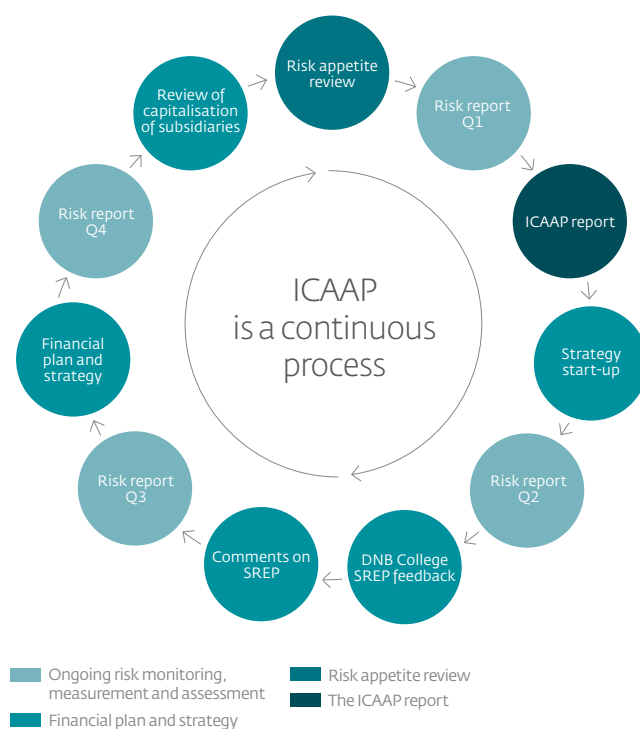 Risk appetite
review
Risk report
Q1
ICAAP report
Strategy
start-up
Risk report
Q2
DNB College
SREP feedback
Comments on
SREP
Risk report
Q3
Financial
plan and
strategy
Risk report
Q4
Review of
capitalisation
of subsidiaries
ICAAP
is a continuous
process
Ongoing risk monitoring,
measurement and assessment
Financial plan and strategy
Risk appetite review
The ICAAP report